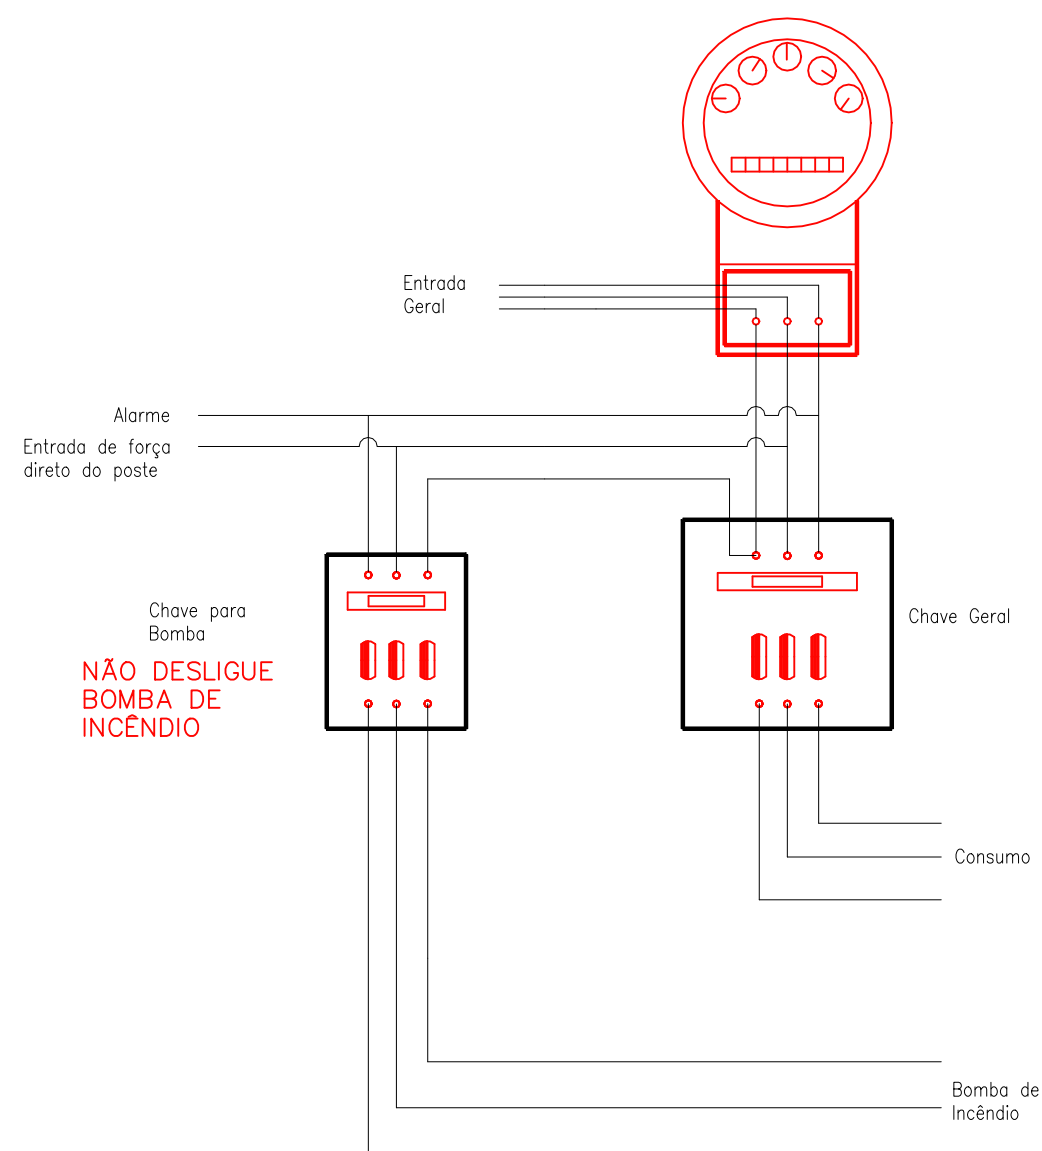 Entrada
Geral
Alarme
Entrada de força
direto do poste
Chave para
Bomba
NÃO DESLIGUE
BOMBA DE
INCÊNDIO
Chave Geral
Consumo
Bomba de
Incêndio